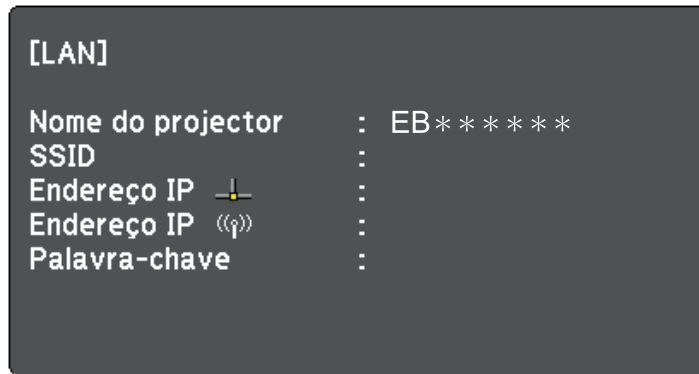 [LAN]
Nome do projector : EB＊＊＊＊＊＊
SSID :
Endereço IP :
Endereço IP :
Palavra-chave :